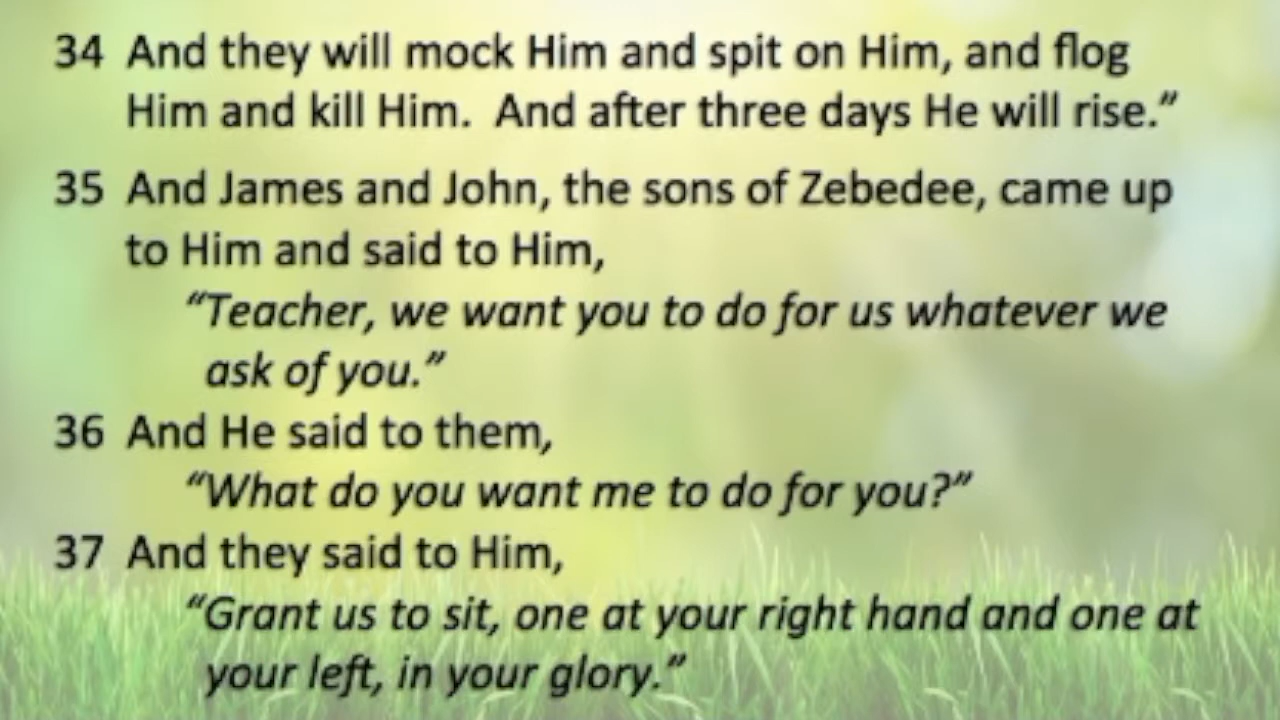 34 And they will mock Him and spit on Him, and flog
Him and kill Him. And after three days He will rise.”
35 And James and John, the sons of Zebedee, came up
to Him and said to Him,
“Teacher, we want you to do for us whatever we
ask of you.”
36 And He said to them,
“What do you want me to do for you?”
37 And they said to Him,
“Grant us to sit, one at your right hand and one at
your left, in your glory.”